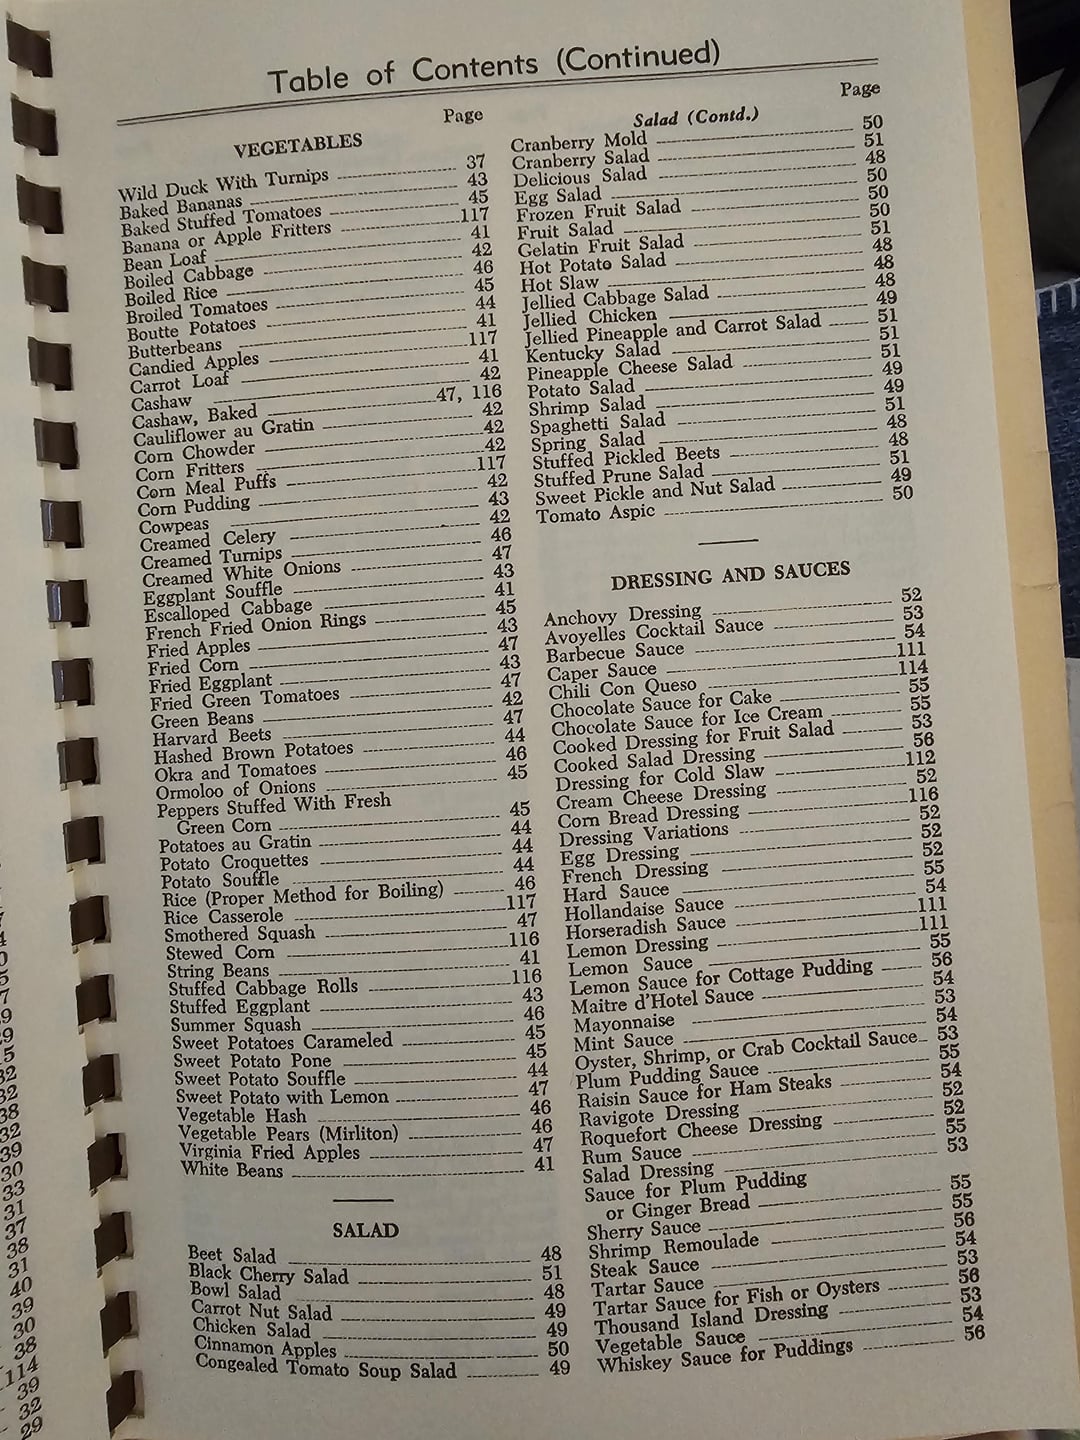 Table of Contents (Continued)
Page
VEGETABLES
Wild Duck With Turnips 37
Baked Bananas 43
Baked Stuffed Tomatoes 45
Banana or Apple Fritters 117
Bean Loaf 41
Boiled Cabbage 42
Boiled Rice 46
Broiled Tomatoes 45
Boutte Potatoes 44
Butterbeans 41
Candied Apples 117
Carrot Loaf 41
Cashaw 42
Cashaw, Baked 47, 116
Cauliflower au Gratin 42
Corn Chowder 42
Corn Fritters 42
Corn Meal Puffs 117
Corn Pudding 42
Cowpeas 43
Creamed Celery 42
Creamed Turnips 46
Creamed White Onions 47
Eggplant Souffle 43
Escalloped Cabbage 41
French Fried Onion Rings 45
Fried Apples 43
Fried Corn 47
Fried Eggplant 43
Fried Green Tomatoes 47
Green Beans 42
Harvard Beets 47
Hashed Brown Potatoes 44
Okra and Tomatoes 46
Ormoloo of Onions 45
Peppers Stuffed With Fresh
Green Corn 45
Potatoes au Gratin 44
Potato Croquettes 44
Potato Souffle 44
Rice (Proper Method for Boiling) 46
Rice Casserole 117
Smothered Squash 47
Stewed Corn 116
String Beans 41
Stuffed Cabbage Rolls 116
Stuffed Eggplant 43
Summer Squash 46
Sweet Potatoes Carameled 45
Sweet Potato Pone 45
Sweet Potato Souffle 44
Sweet Potato with Lemon 47
Vegetable Hash 46
Vegetable Pears (Mirliton) 46
Virginia Fried Apples 47
White Beans 41
SALAD
Beet Salad 48
Black Cherry Salad 51
Bowl Salad 48
Carrot Nut Salad 49
Chicken Salad 49
Cinnamon Apples 50
Congealed Tomato Soup Salad 49
Page
Salad (Contd.)
Cranberry Mold 50
Cranberry Salad 51
Delicious Salad 48
Egg Salad 50
Frozen Fruit Salad 50
Fruit Salad 50
Gelatin Fruit Salad 51
Hot Potato Salad 48
Hot Slaw 48
Jellied Cabbage Salad 48
Jellied Chicken 49
Jellied Pineapple and Carrot Salad 51
Kentucky Salad 51
Pineapple Cheese Salad 51
Potato Salad 49
Shrimp Salad 49
Spaghetti Salad 51
Spring Salad 48
Stuffed Pickled Beets 48
Stuffed Prune Salad 51
Sweet Pickle and Nut Salad 49
Tomato Aspic 50
DRESSING AND SAUCES
Anchovy Dressing 52
Avoyelles Cocktail Sauce 53
Barbecue Sauce 54
Caper Sauce 111
Chili Con Queso 114
Chocolate Sauce for Cake 55
Chocolate Sauce for Ice Cream 55
Cooked Dressing for Fruit Salad 53
Cooked Salad Dressing 56
Dressing for Cold Slaw 112
Cream Cheese Dressing 52
Corn Bread Dressing 116
Dressing Variations 52
Egg Dressing 52
French Dressing 52
Hard Sauce 55
Hollandaise Sauce 54
Horseradish Sauce 111
Lemon Dressing 111
Lemon Sauce 55
Lemon Sauce for Cottage Pudding 56
Maitre d'Hotel Sauce 54
Mayonnaise 53
Mint Sauce 54
Oyster, Shrimp, or Crab Cocktail Sauce 53
Plum Pudding Sauce 55
Raisin Sauce for Ham Steaks 54
Ravigote Dressing 52
Roquefort Cheese Dressing 52
Rum Sauce 55
Salad Dressing 53
Sauce for Plum Pudding
or Ginger Bread 55
Sherry Sauce 55
Shrimp Remoulade 56
Steak Sauce 54
Tartar Sauce 53
Tartar Sauce for Fish or Oysters 56
Thousand Island Dressing 53
Vegetable Sauce 54
Whiskey Sauce for Puddings 56
32
32
38
32
39
30
33
31
37
38
31
40
39
30
38
114
39
32
29